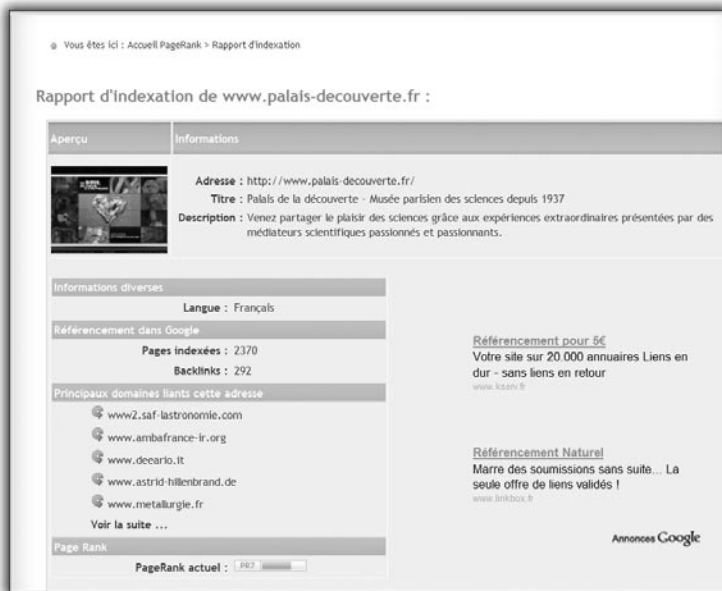 Vous êtes ici : Accueil PageRank > Rapport d'indexation
Rapport d'indexation de www.palais-decouverte.fr :
Aperçu
Informations
Adresse : http://www.palais-decouverte.fr/
Titre : Palais de la découverte - Musée parisien des sciences depuis 1937
Description : Venez partager le plaisir des sciences grâce aux expériences extraordinaires présentées par des
médiateurs scientifiques passionnés et passionnants.
Informations diverses
Langue : Français
Référencement dans Google
Pages indexées : 2370
Backlinks : 292
Principaux domaines liants cette adresse
www2.saf-lastronomie.com
www.ambafrance-ir.org
www.deeario.it
www.astrid-hillenbrand.de
www.metallurgie.fr
Voir la suite ...
Page Rank
PageRank actuel : PR7
Référencement pour 5€
Votre site sur 20.000 annuaires Liens en
dur - sans liens en retour
www.kserv.fr
Référencement Naturel
Marre des soumissions sans suite... La
seule offre de liens validés !
www.linkbox.fr
Annonces Google